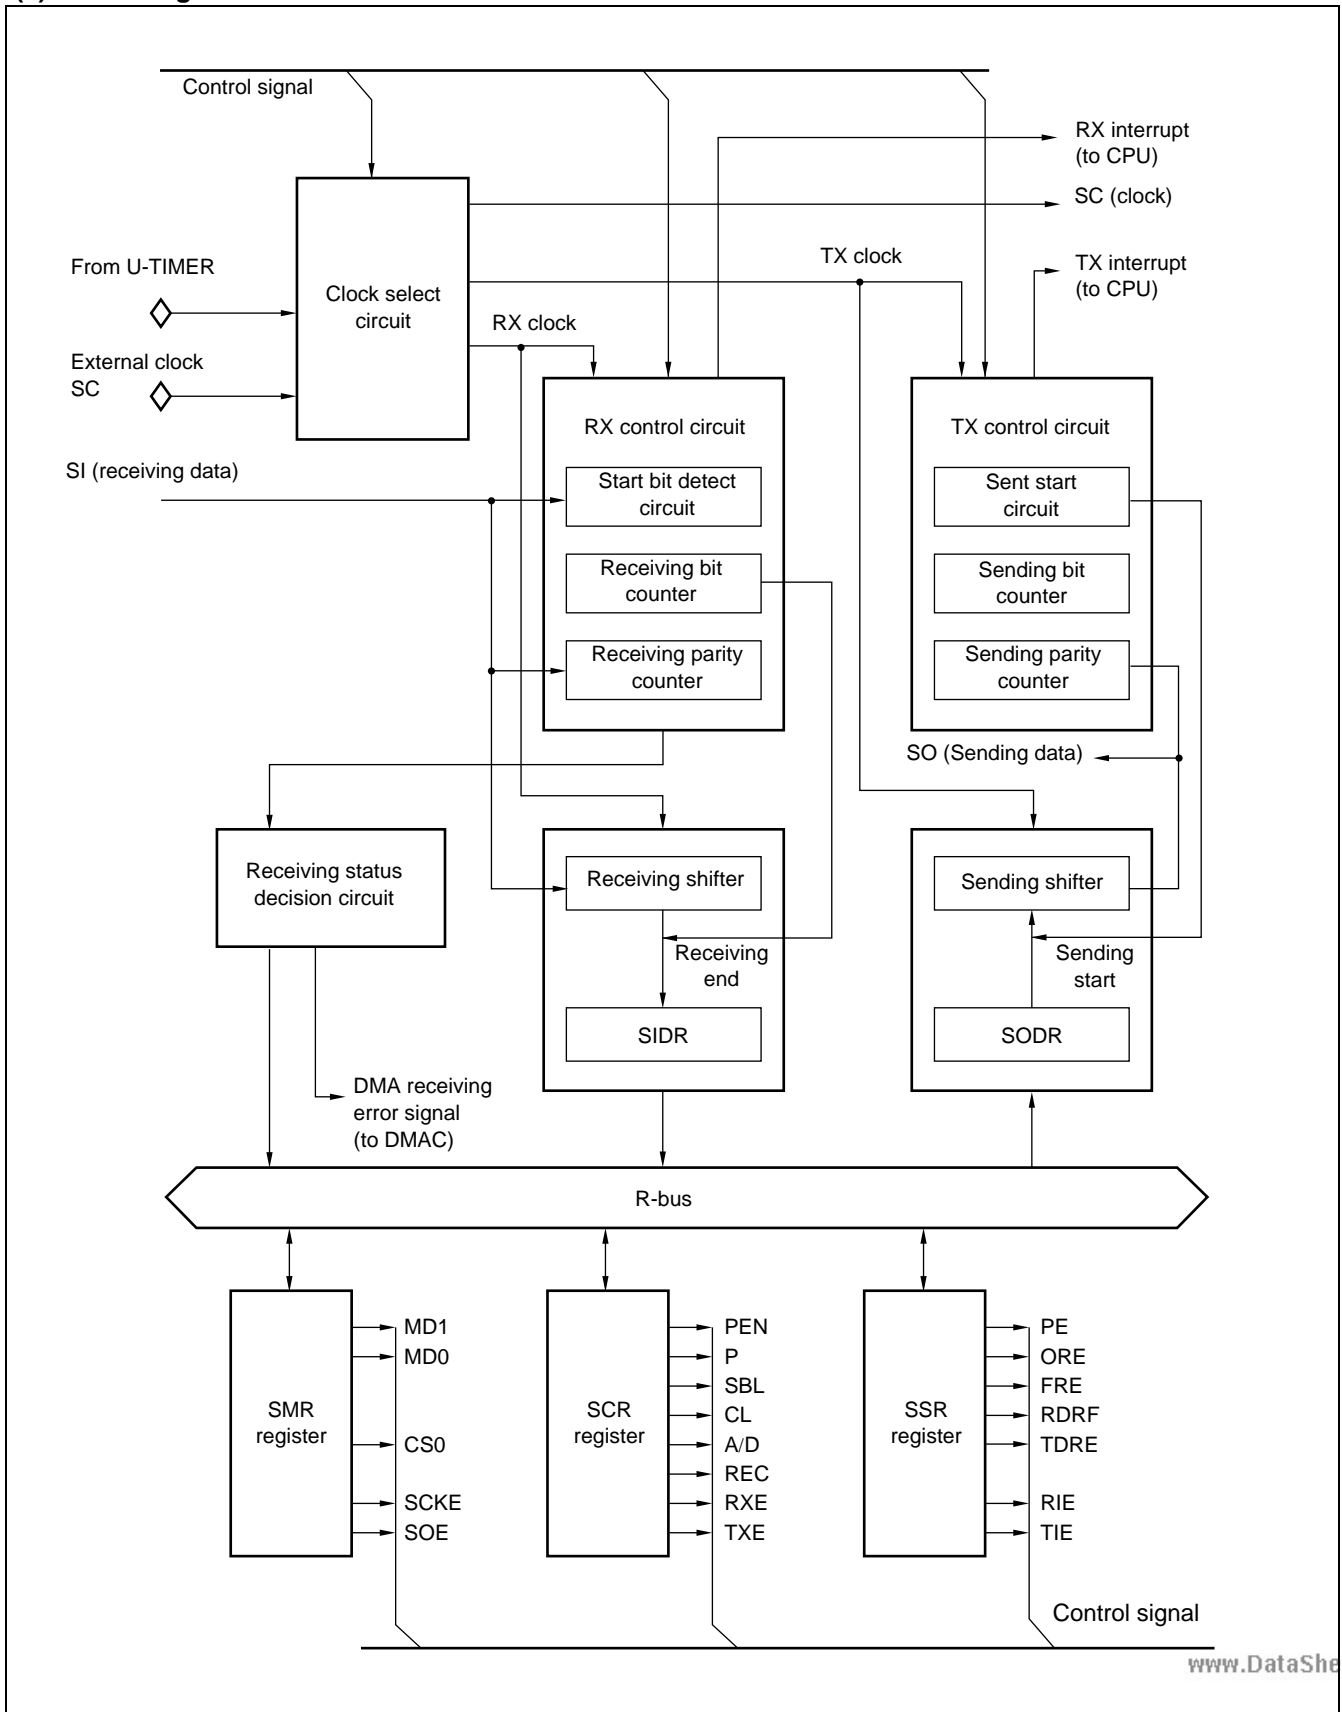 Control signal
RX interrupt
(to CPU)
SC (clock)
TX clock
From U-TIMER
TX interrupt
(to CPU)
Clock select
circuit
RX clock
External clock
SC
RX control circuit
TX control circuit
SI (receiving data)
Start bit detect
circuit
Sent start
circuit
Receiving bit
counter
Sending bit
counter
Receiving parity
counter
Sending parity
counter
SO (Sending data)
Receiving status
decision circuit
Receiving shifter
Sending shifter
Receiving
end
Sending
start
SIDR
SODR
DMA receiving
error signal
(to DMAC)
R-bus
SMR
register
MD1
MD0
CS0
SCKE
SOE
SCR
register
PEN
P
SBL
CL
A/D
REC
RXE
TXE
SSR
register
PE
ORE
FRE
RDRF
TDRE
RIE
TIE
Control signal
www.DataShe